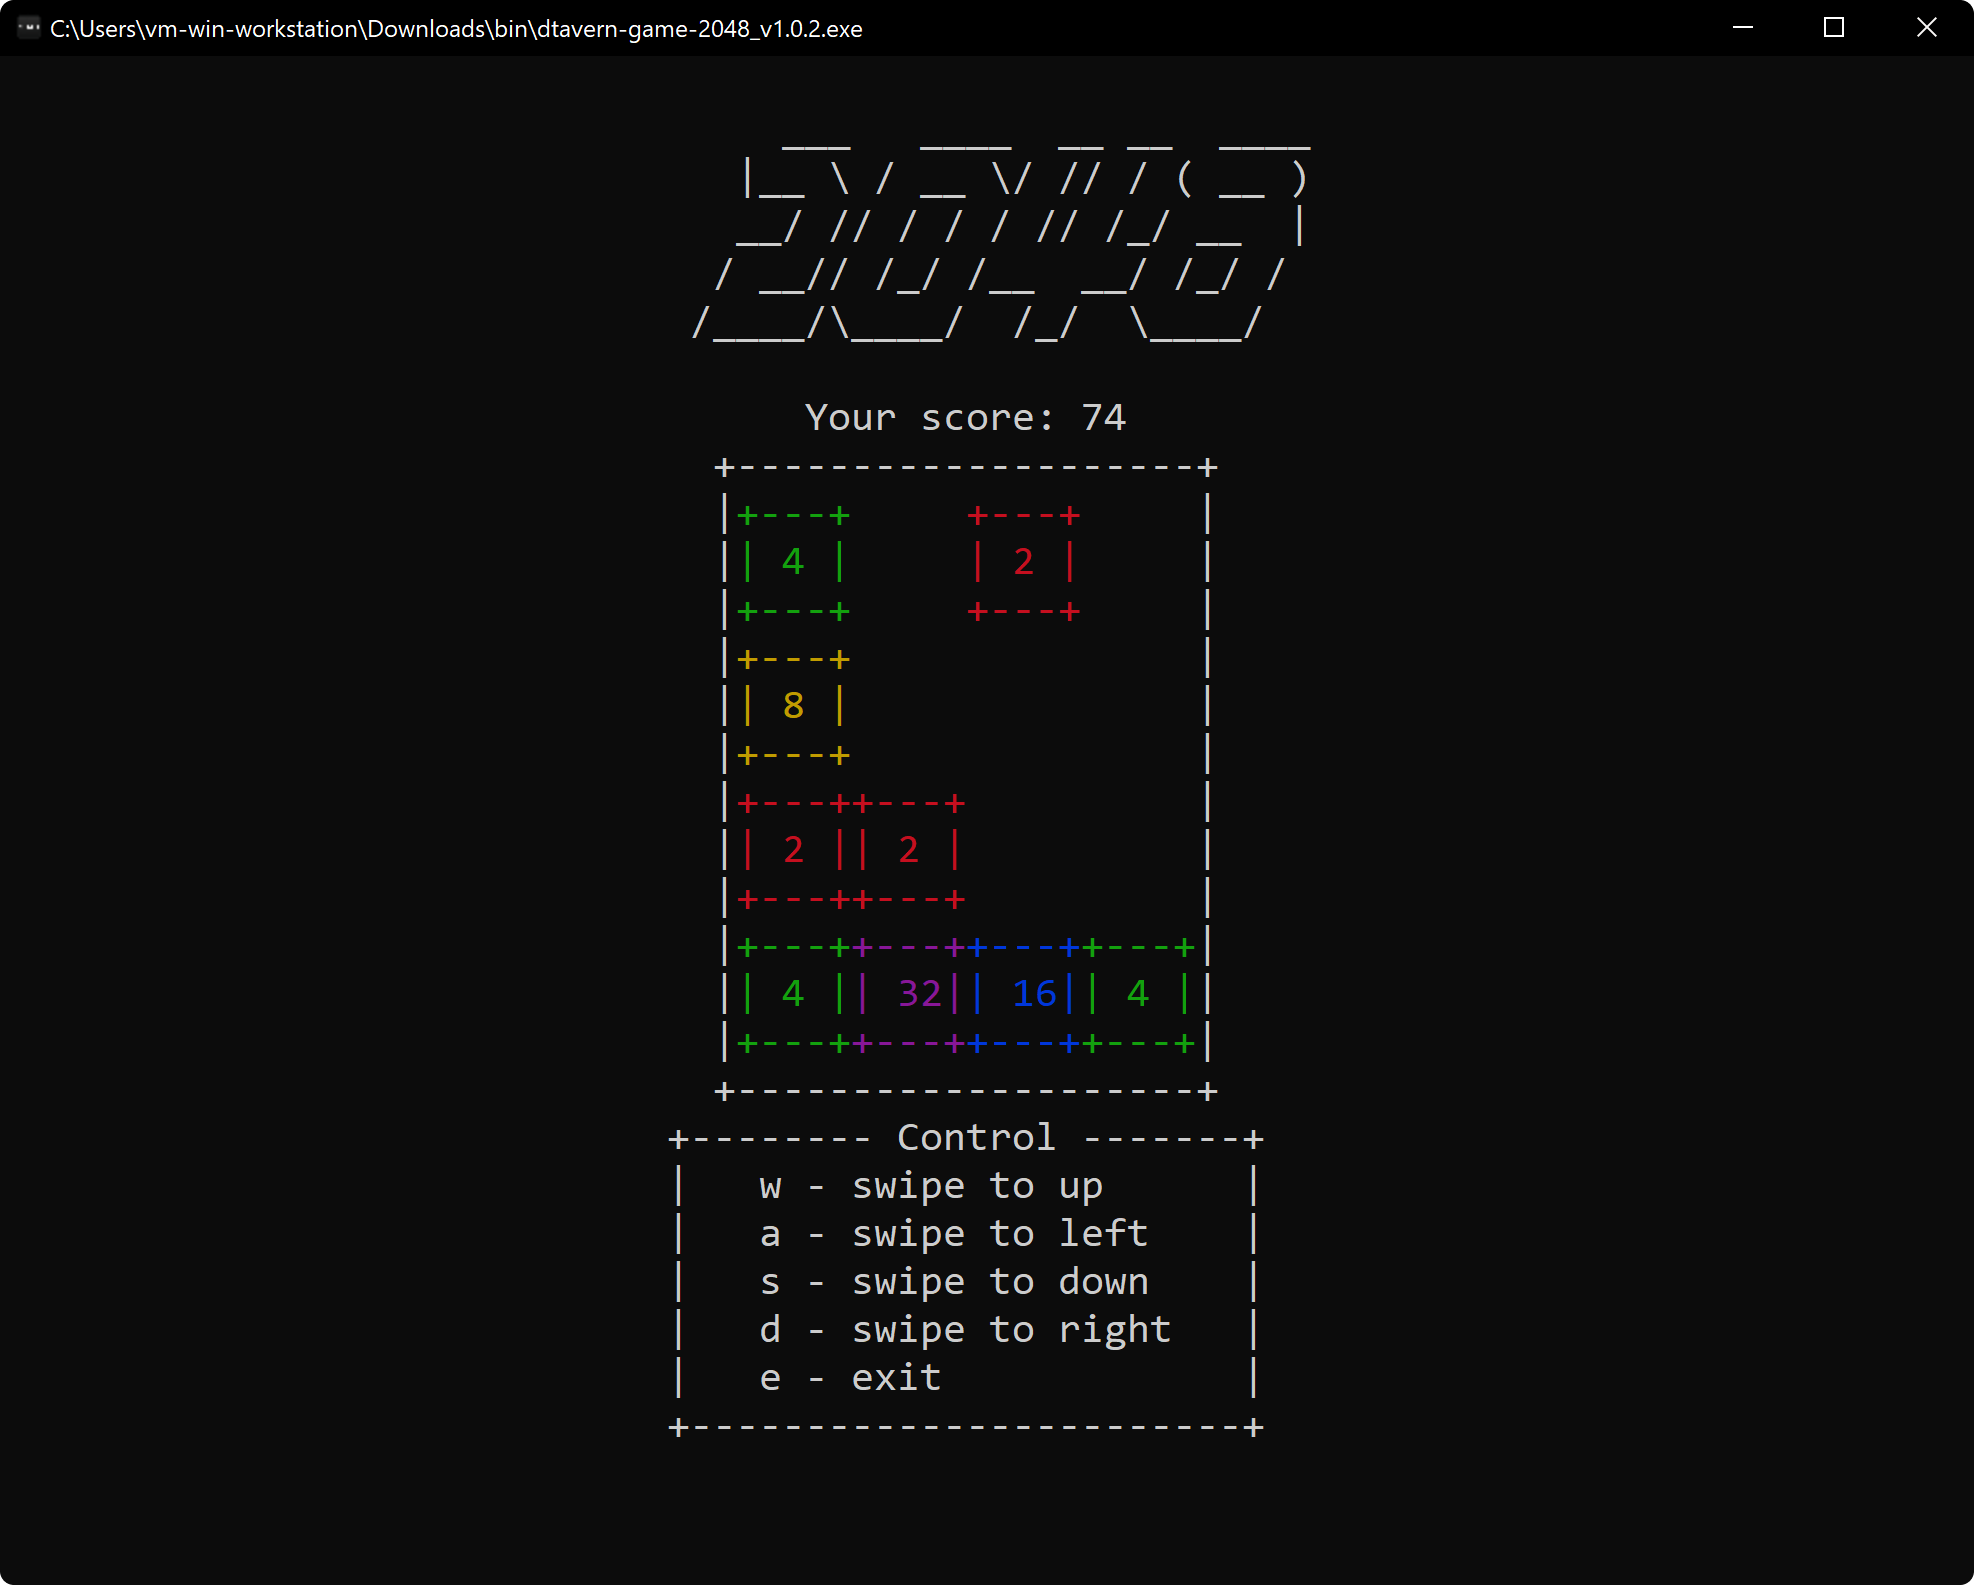 C:\Users\vm-win-workstation\Downloads\bin\dtavern-game-2048_v1.0.2.exe
2048
Your score: 74
4 2
8
2 2
4 32 16 4
Control
w - swipe to up
a - swipe to left
s - swipe to down
d - swipe to right
e - exit